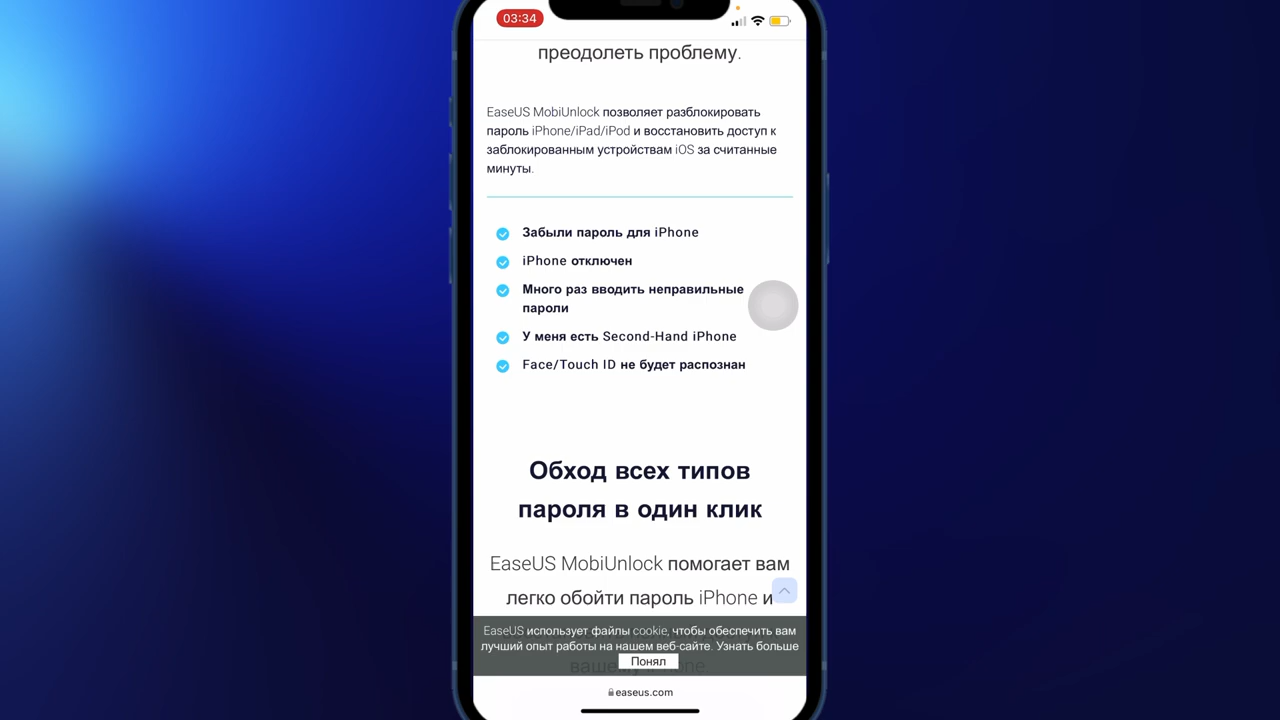 03:34
преодолеть проблему.
EaseUS MobiUnlock позволяет разблокировать
пароль iPhone/iPad/iPod и восстановить доступ к
заблокированным устройствам iOS за считанные
минуты.
Забыли пароль для iPhone
iPhone отключен
Много раз вводить неправильные
пароли
У меня есть Second-Hand iPhone
Face/Touch ID не будет распознан
Обход всех типов
пароля в один клик
EaseUS MobiUnlock помогает вам
легко обойти пароль iPhone и
EaseUS использует файлы cookie, чтобы обеспечить вам
лучший опыт работы на нашем веб-сайте. Узнать больше
Понял
easeus.com